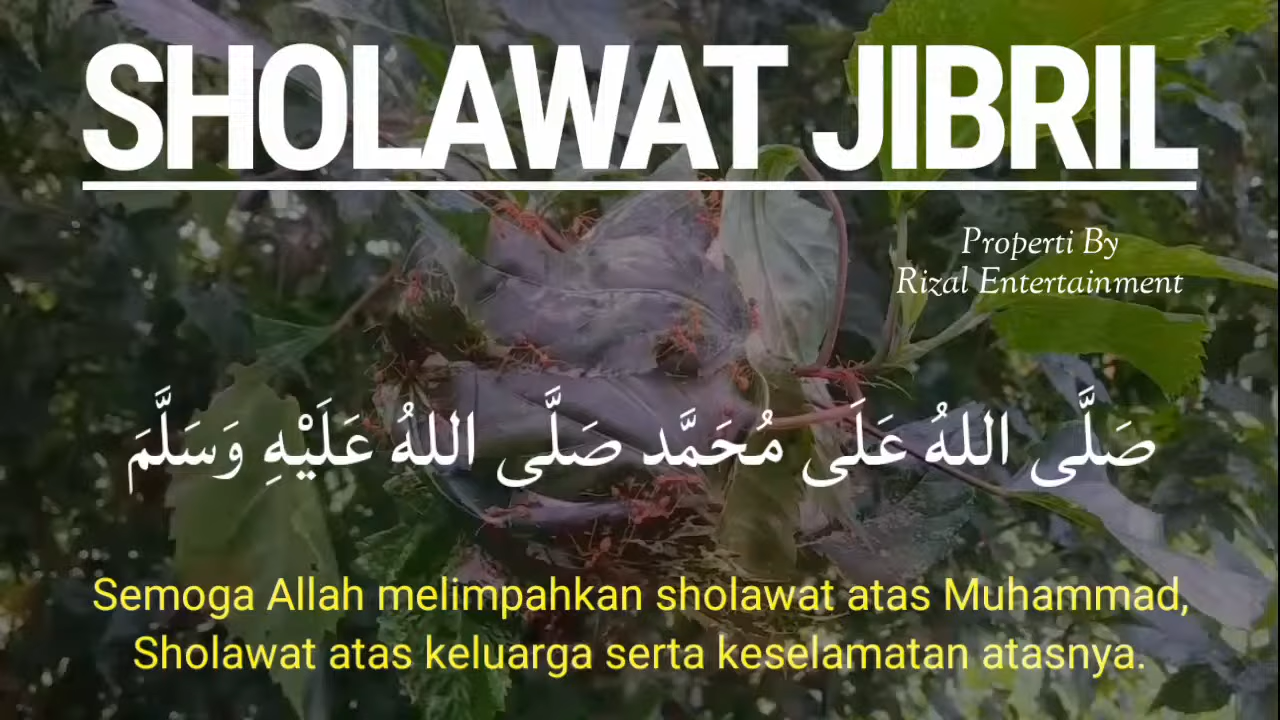 SHOLAWAT JIBRIL
Properti By
Rizal Entertainment
صَلَّى اللهُ عَلَى مُحَمَّد صَلَّى اللهُ عَلَيْهِ وَسَلَّمَ
Semoga Allah melimpahkan sholawat atas Muhammad,
Sholawat atas keluarga serta keselamatan atasnya.